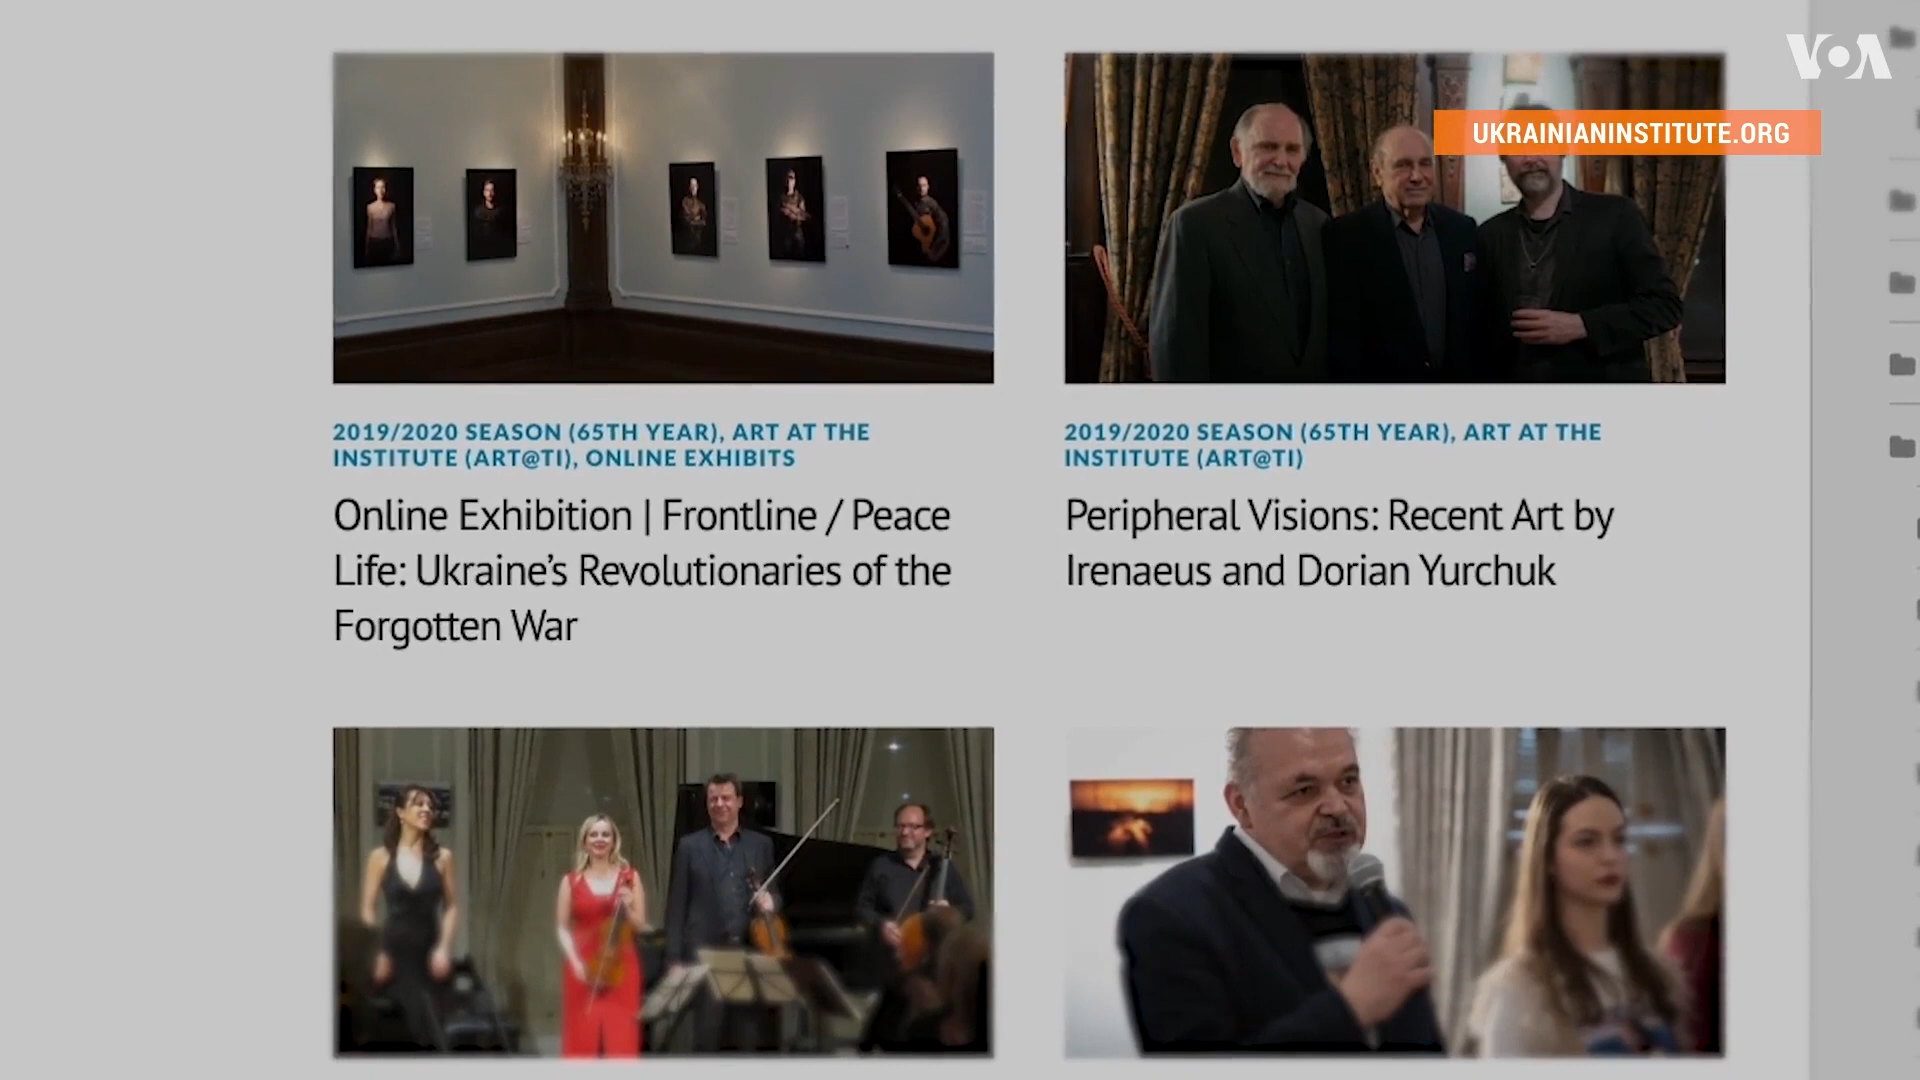 VOA
UKRAINIANINSTITUTE.ORG
2019/2020 SEASON (65TH YEAR), ART AT THE
INSTITUTE (ART@TI), ONLINE EXHIBITS
Online Exhibition | Frontline / Peace
Life: Ukraine’s Revolutionaries of the
Forgotten War
2019/2020 SEASON (65TH YEAR), ART AT THE
INSTITUTE (ART@TI)
Peripheral Visions: Recent Art by
Irenaeus and Dorian Yurchuk